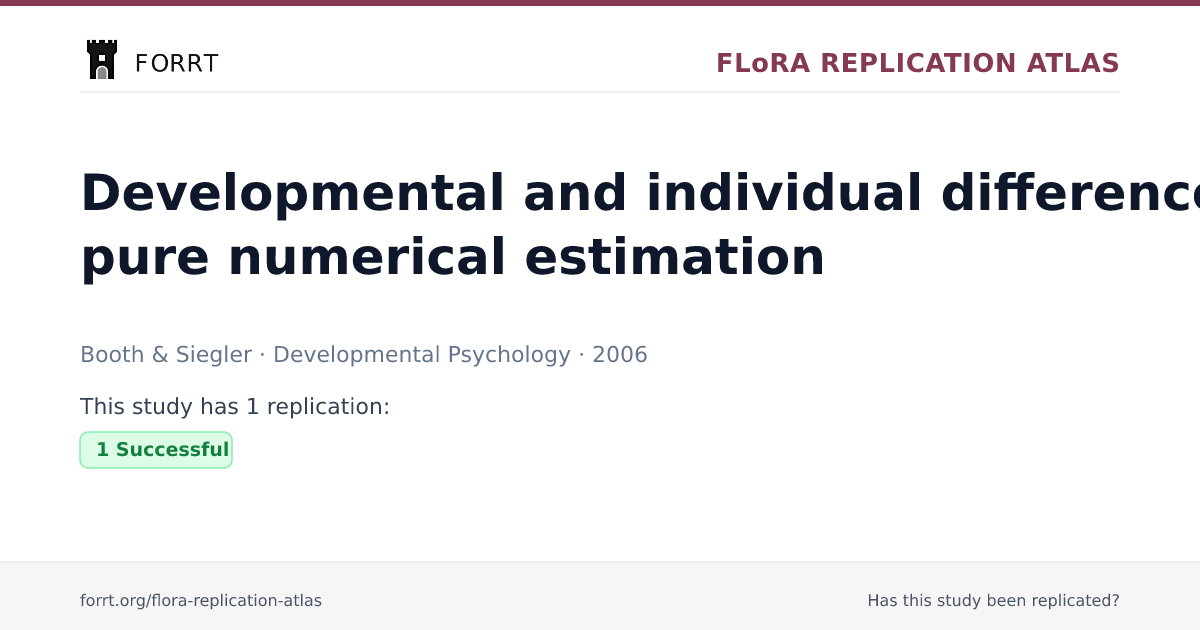 FORRT
FLoRA REPLICATION ATLAS
Developmental and individual differenc
pure numerical estimation
Booth & Siegler · Developmental Psychology · 2006
This study has 1 replication:
1 Successful
forrt.org/flora-replication-atlas
Has this study been replicated?